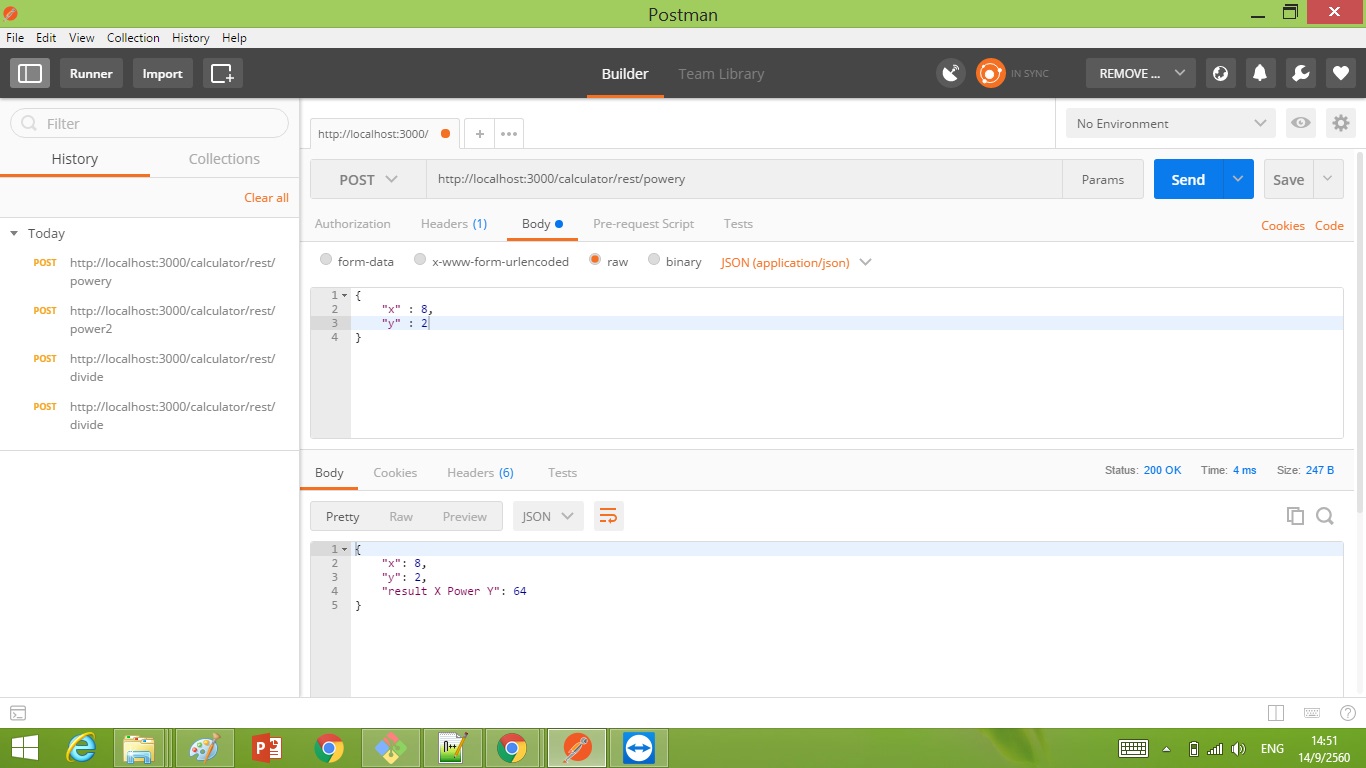 Postman
File Edit View Collection History Help
Runner Import Builder Team Library IN SYNC REMOVE ...
Filter
History Collections
Clear all
Today
POST http://localhost:3000/calculator/rest/
powery
POST http://localhost:3000/calculator/rest/
power2
POST http://localhost:3000/calculator/rest/
divide
POST http://localhost:3000/calculator/rest/
divide
http://localhost:3000/ + ••• No Environment
POST http://localhost:3000/calculator/rest/powery Params Send Save
Authorization Headers (1) Body Pre-request Script Tests Cookies Code
form-data x-www-form-urlencoded raw binary JSON (application/json)
1 {
2 "x" : 8,
3 "y" : 2
4 }
Body Cookies Headers (6) Tests Status: 200 OK Time: 4 ms Size: 247 B
Pretty Raw Preview JSON
1 {
2 "x": 8,
3 "y": 2,
4 "result X Power Y": 64
5 }
ENG 14:51
14/9/2560